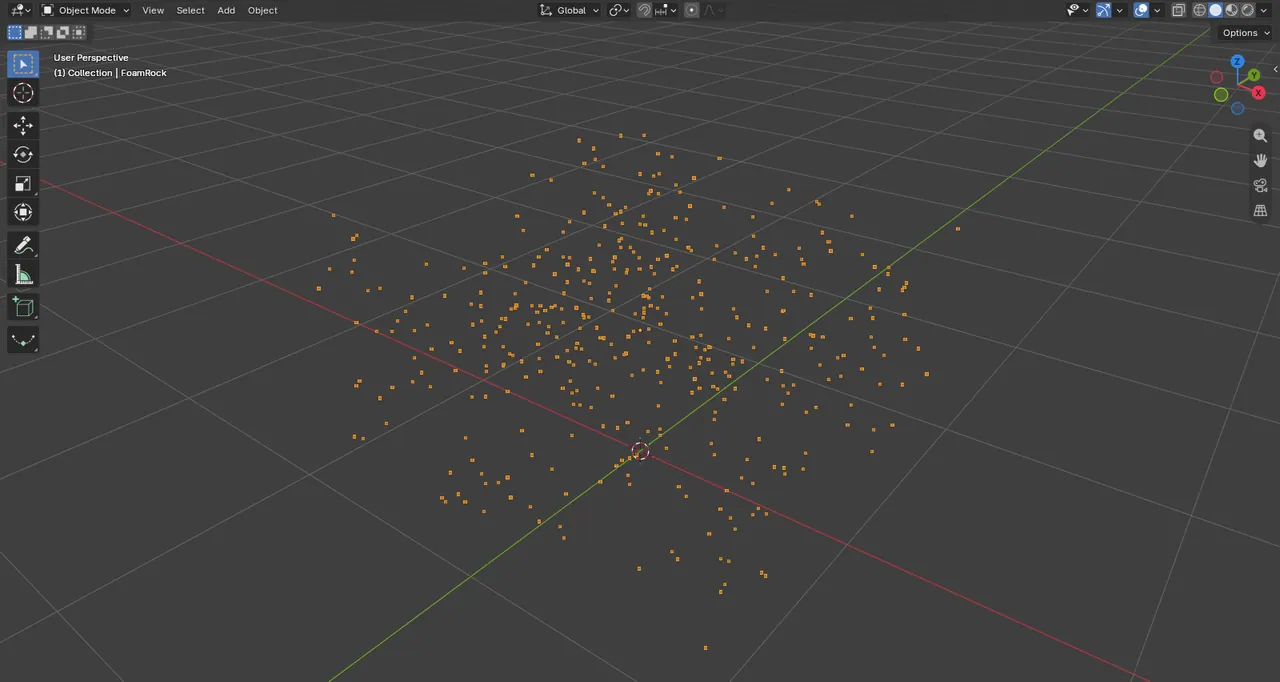 Object Mode View Select Add Object Global
Options
User Perspective
(1) Collection | FoamRock
Z
Y
X